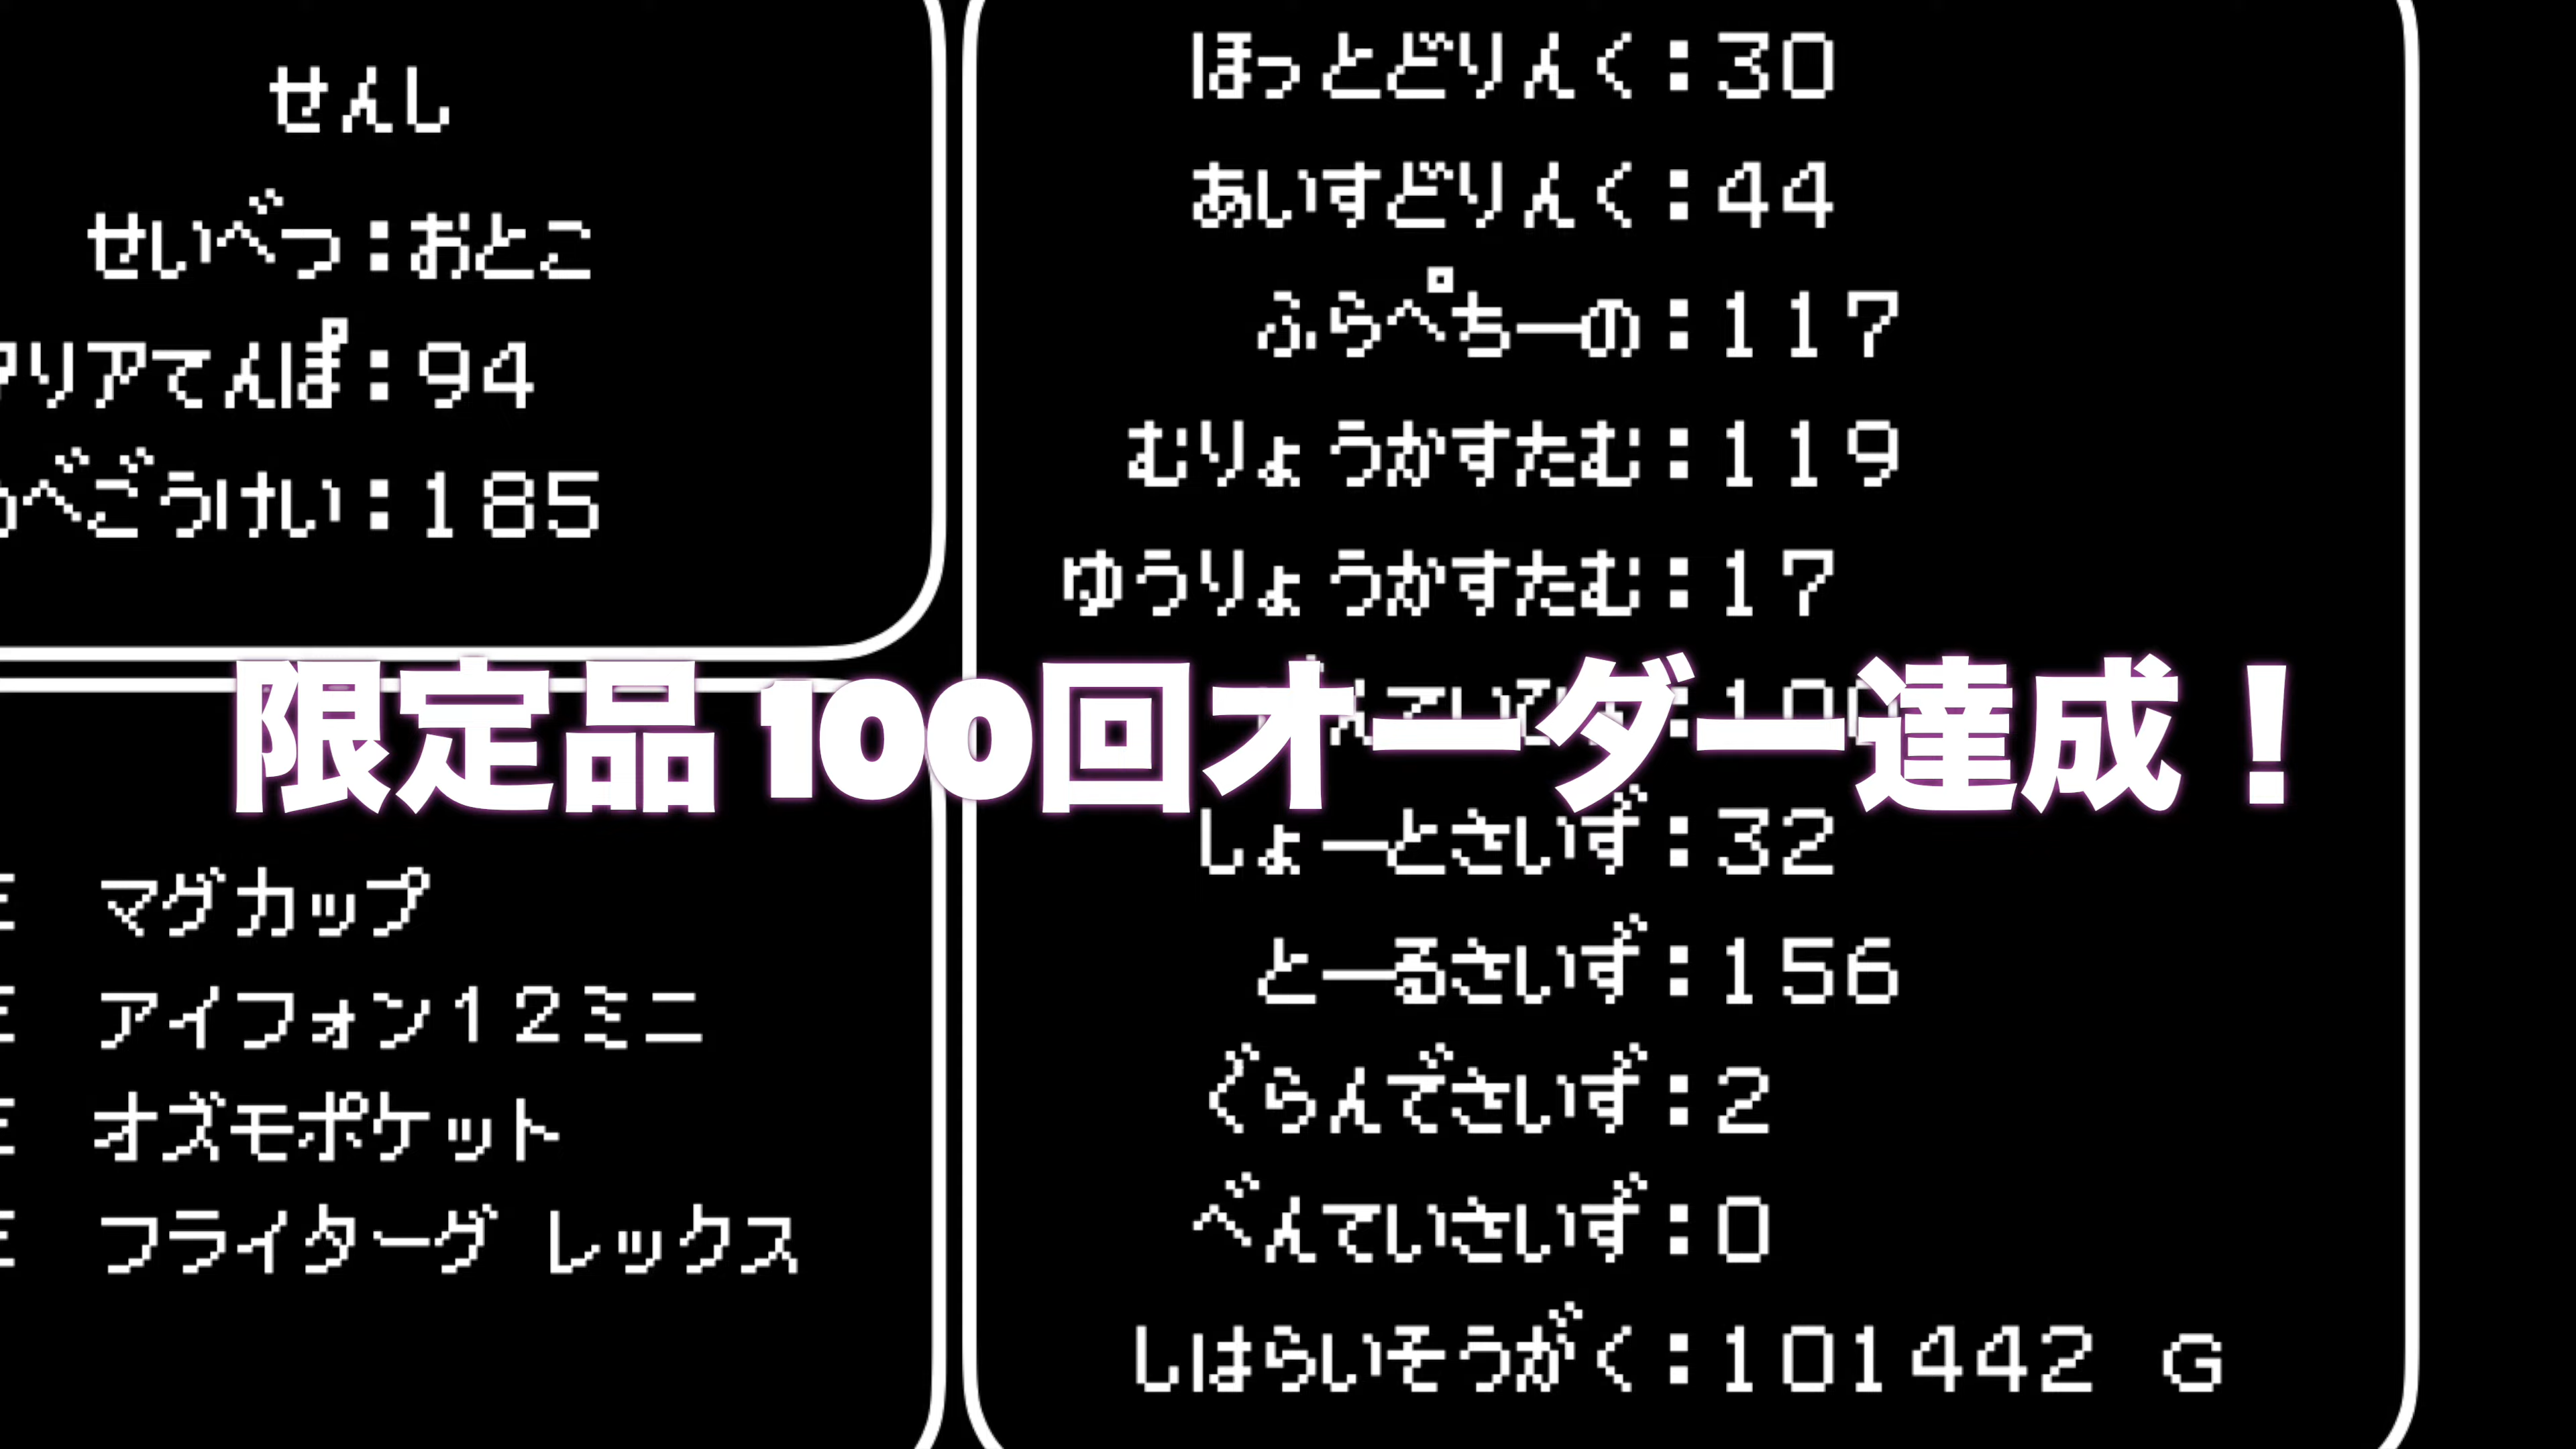 せんし
せいべつ：おとこ
リアてんぽ：94
べごうけい：185
ほっとどりんく：30
あいすどりんく：44
ふらぺちーの：117
むりょうかすたむ：119
ゆうりょうかすたむ：17
限定品100回オーダー達成！
しょーとさいず：32
とーるさいず：156
ぐらんでさいず：2
べんてぃさいず：0
しはらいそうがく：101442 G
マグカップ
アイフォン12ミニ
オズモポケット
フライターグ レックス